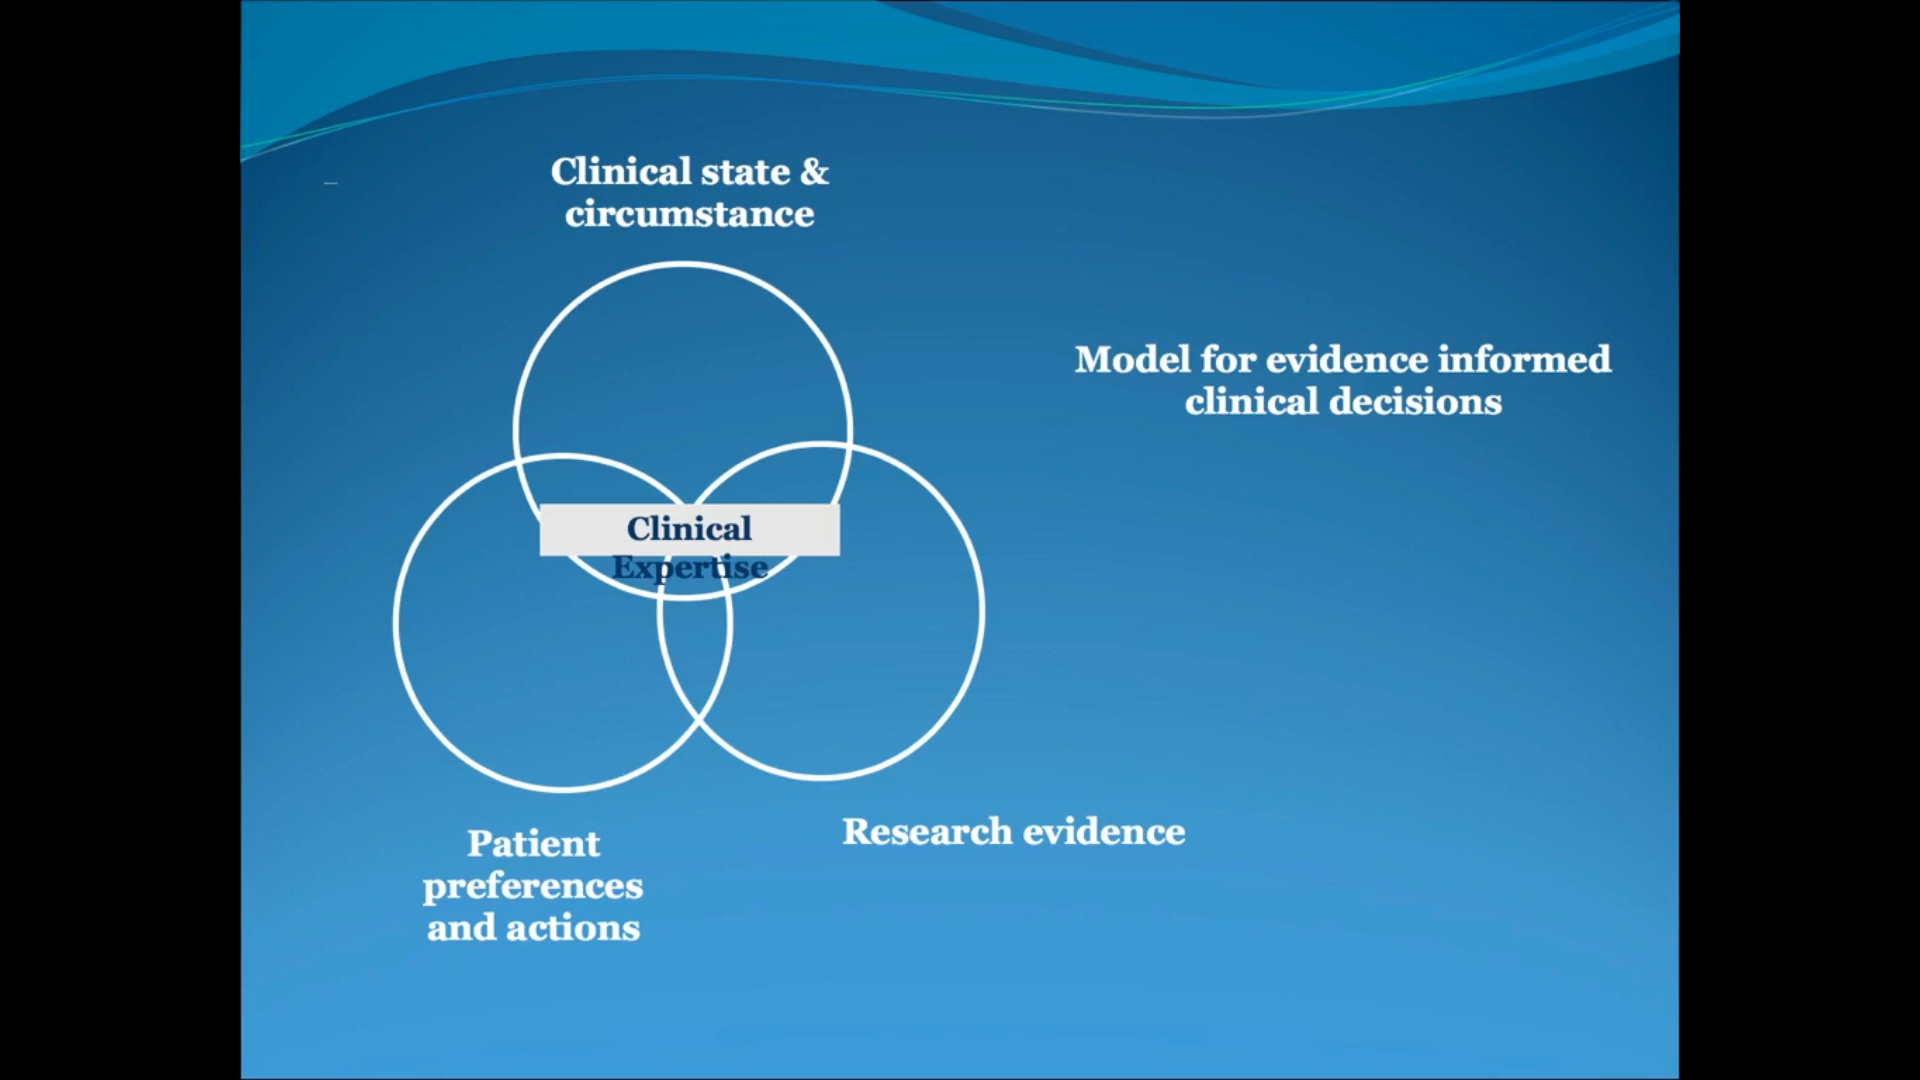 Clinical state &
circumstance
Model for evidence informed
clinical decisions
Clinical
Expertise
Patient
preferences
and actions
Research evidence